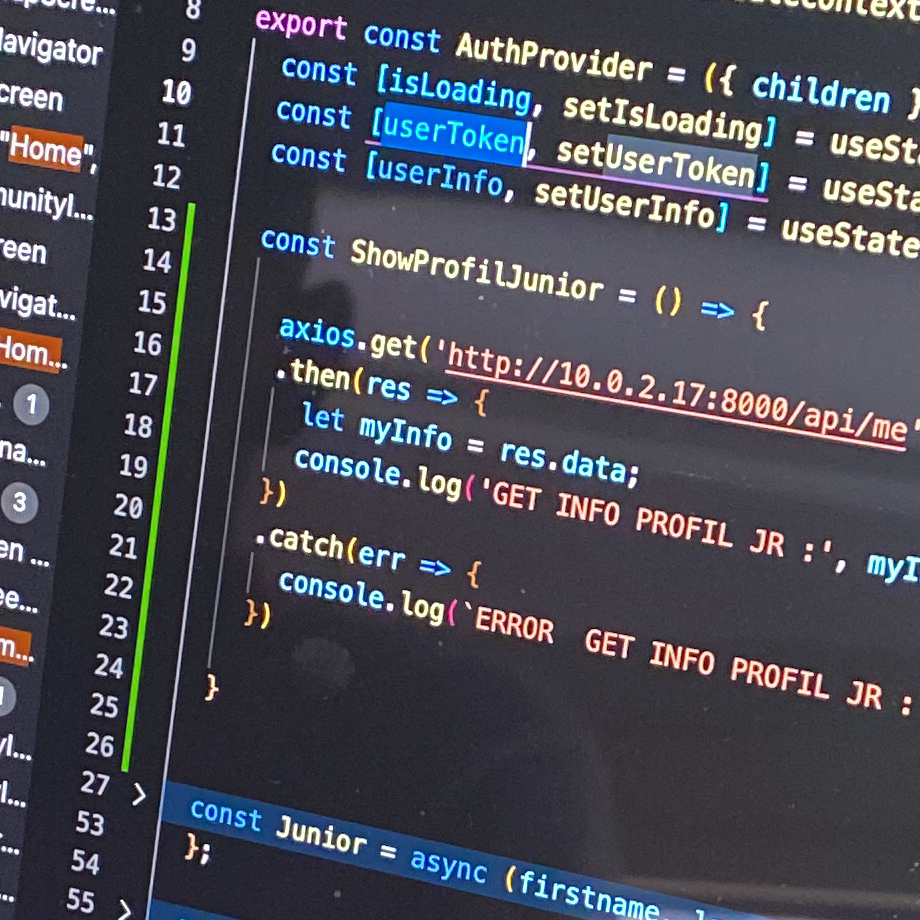 8
9 export const AuthProvider = ({ children }
10 const [isLoading, setIsLoading] = useSt
11 const [userToken, setUserToken] = useSta
12 const [userInfo, setUserInfo] = useState
13
14 const ShowProfilJunior = () => {
15
16 axios.get('http://10.0.2.17:8000/api/me'
17 .then(res => {
18 let myInfo = res.data;
19 console.log('GET INFO PROFIL JR :', myI
20 })
21 .catch(err => {
22 console.log(`ERROR  GET INFO PROFIL JR :
23 })
24
25 }
26
27 const Junior = async (firstname,
53 };
54
55
avigator
creen
"Home",
munityI...
reen
vigat...
Hom...
1
na...
3
en ...
ee...
m...